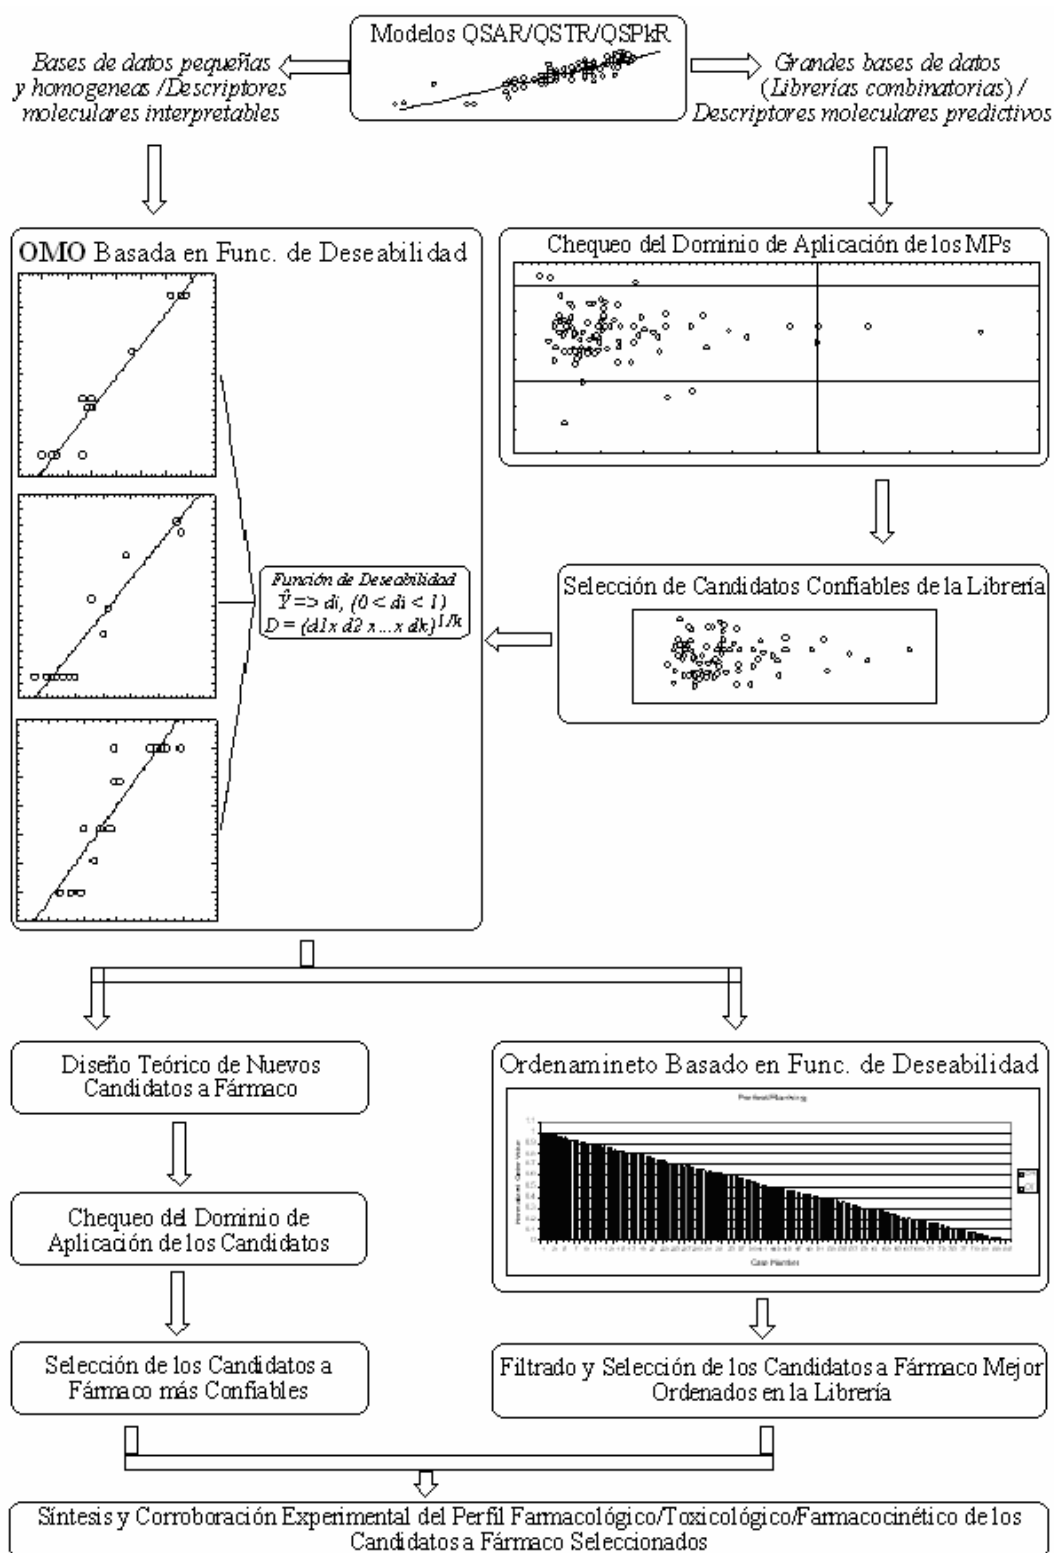 Modelos QSAR/QSTR/QSPkR
Bases de datos pequeñas
y homogeneas /Descriptores
moleculares interpretables
Grandes bases de datos
(Librerías combinatorias) /
Descriptores moleculares predictivos
OMO Basada en Func. de Deseabilidad
Función de Deseabilidad
Ŷ => di, (0 < di < 1)
D = (d1 x d2 x ... x dk)^1/k
Chequeo del Dominio de Aplicación de los MPs
Selección de Candidatos Confiables de la Librería
Diseño Teórico de Nuevos
Candidatos a Fármaco
Chequeo del Dominio de
Aplicación de los Candidatos
Selección de los Candidatos a
Fármaco más Confiables
Ordenamineto Basado en Func. de Deseabilidad
Perfect Ranking
Case Number
Filtrado y Selección de los Candidatos a Fármaco Mejor
Ordenados en la Librería
Síntesis y Corroboración Experimental del Perfil Farmacológico/Toxicológico/Farmacocinético de los
Candidatos a Fármaco Seleccionados